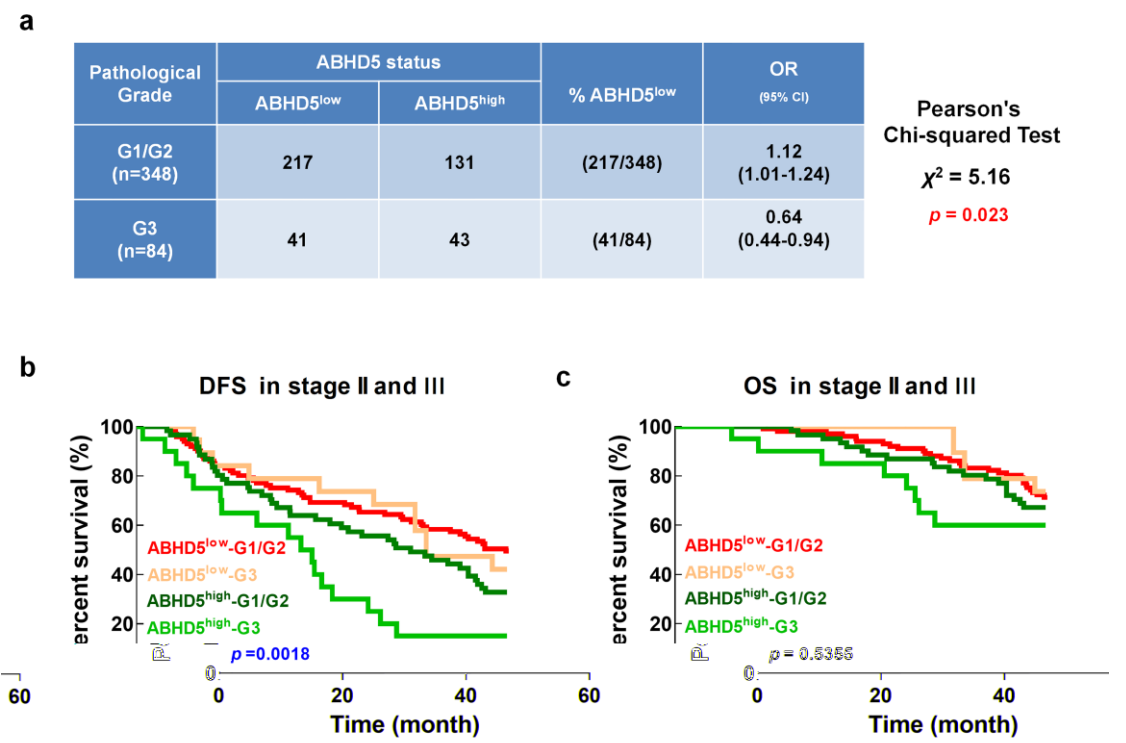 a
Pathological Grade
ABHD5 status
ABHD5low
ABHD5high
% ABHD5low
OR
(95% CI)
G1/G2
(n=348)
217
131
(217/348)
1.12
(1.01-1.24)
G3
(n=84)
41
43
(41/84)
0.64
(0.44-0.94)
Pearson's
Chi-squared Test
χ² = 5.16
p = 0.023
b
DFS in stage II and III
ercent survival (%)
100
80
60
40
20
0
ABHD5low-G1/G2
ABHD5low-G3
ABHD5high-G1/G2
ABHD5high-G3
p =0.0018
60
0
20
40
60
Time (month)
c
OS in stage II and III
ercent survival (%)
100
80
60
40
20
0
ABHD5low-G1/G2
ABHD5low-G3
ABHD5high-G1/G2
ABHD5high-G3
0
20
40
Time (month)